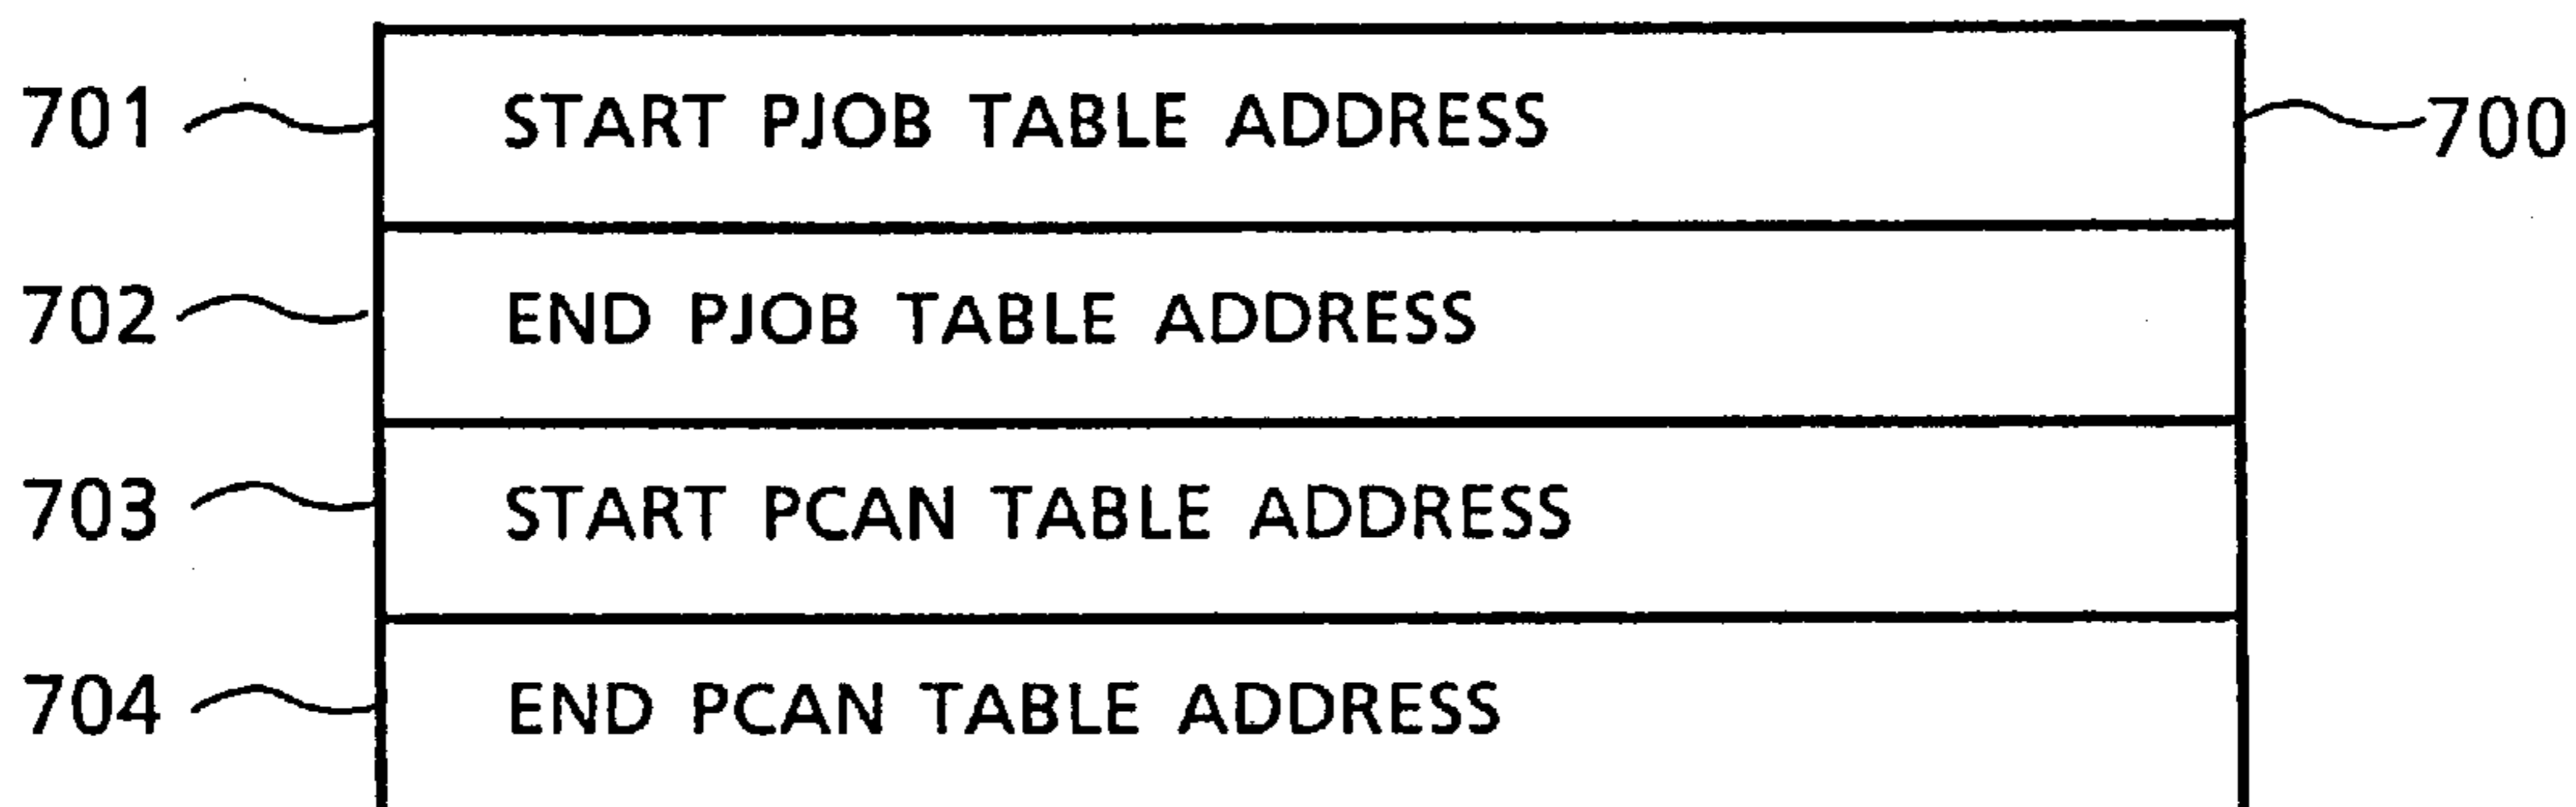 701 START PJOB TABLE ADDRESS 700
702 END PJOB TABLE ADDRESS
703 START PCAN TABLE ADDRESS
704 END PCAN TABLE ADDRESS